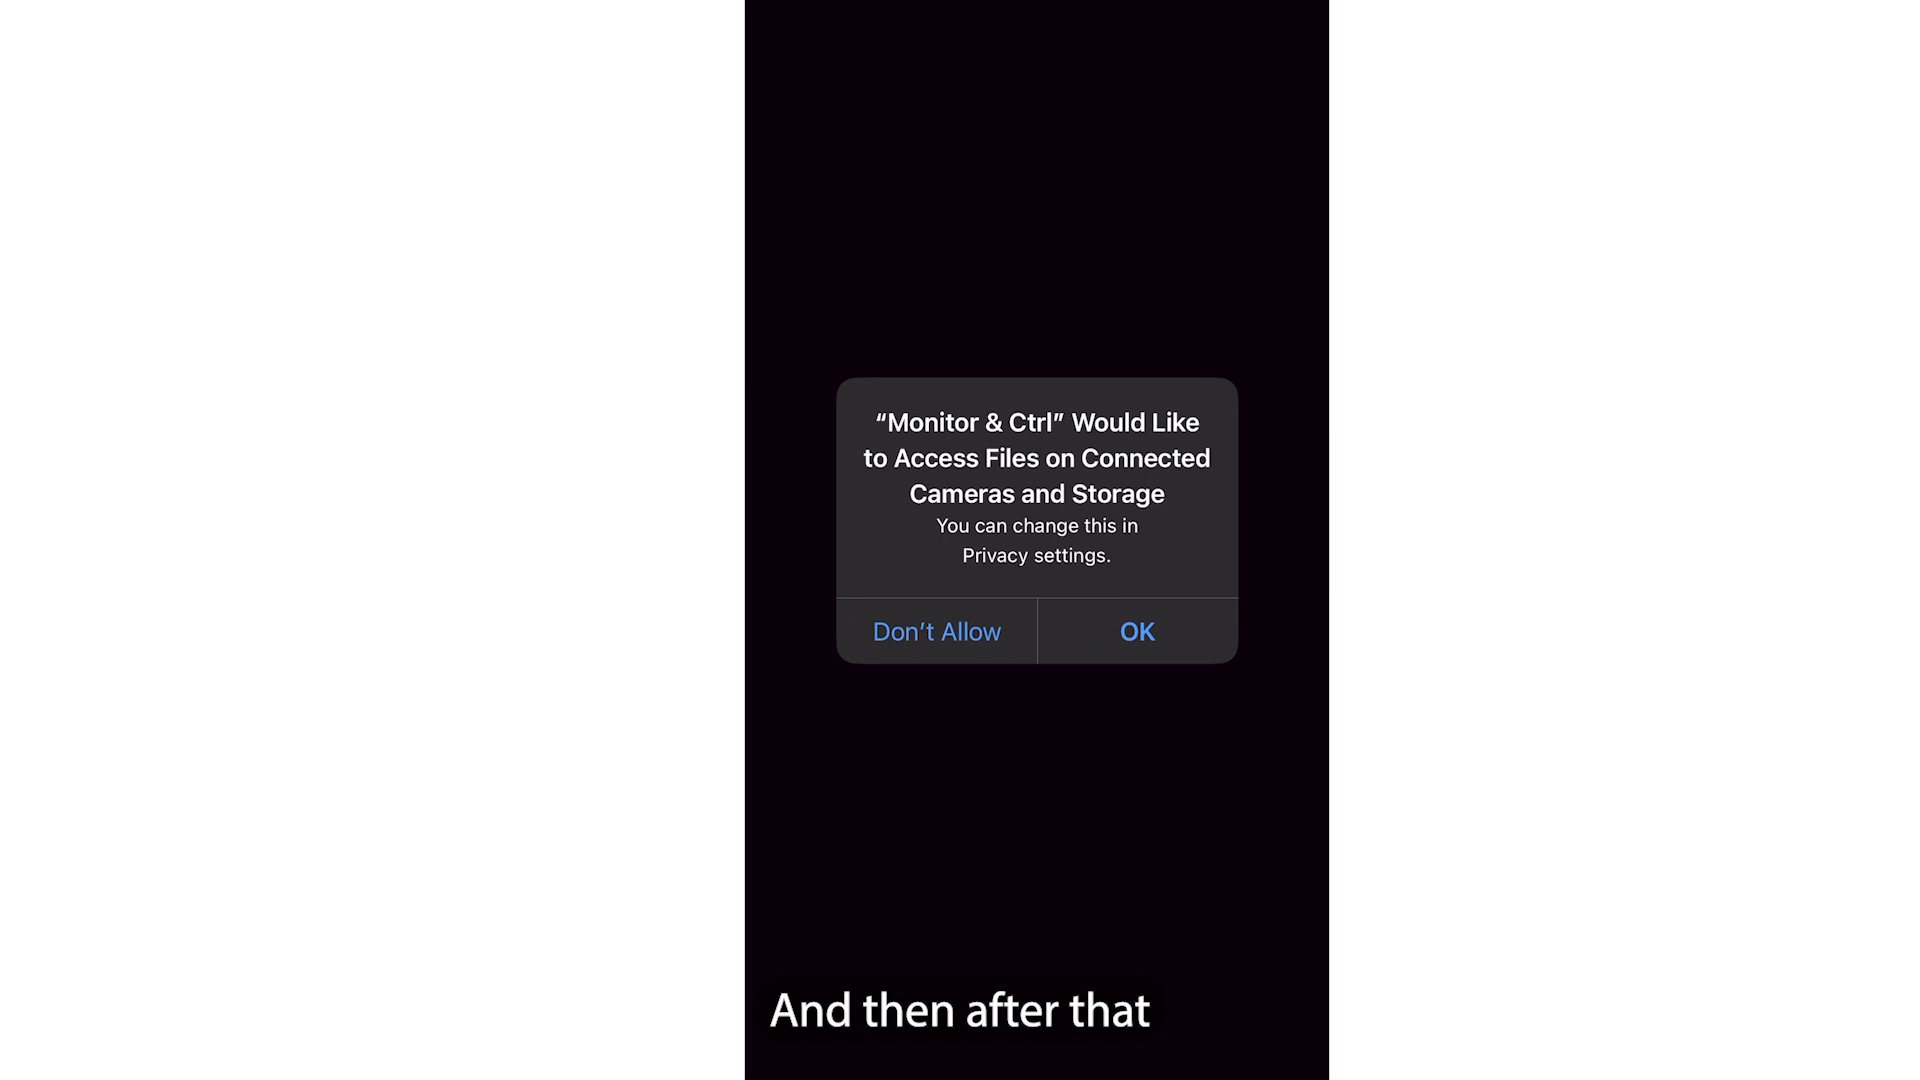 “Monitor & Ctrl” Would Like
to Access Files on Connected
Cameras and Storage
You can change this in
Privacy settings.
Don’t Allow
OK
And then after that